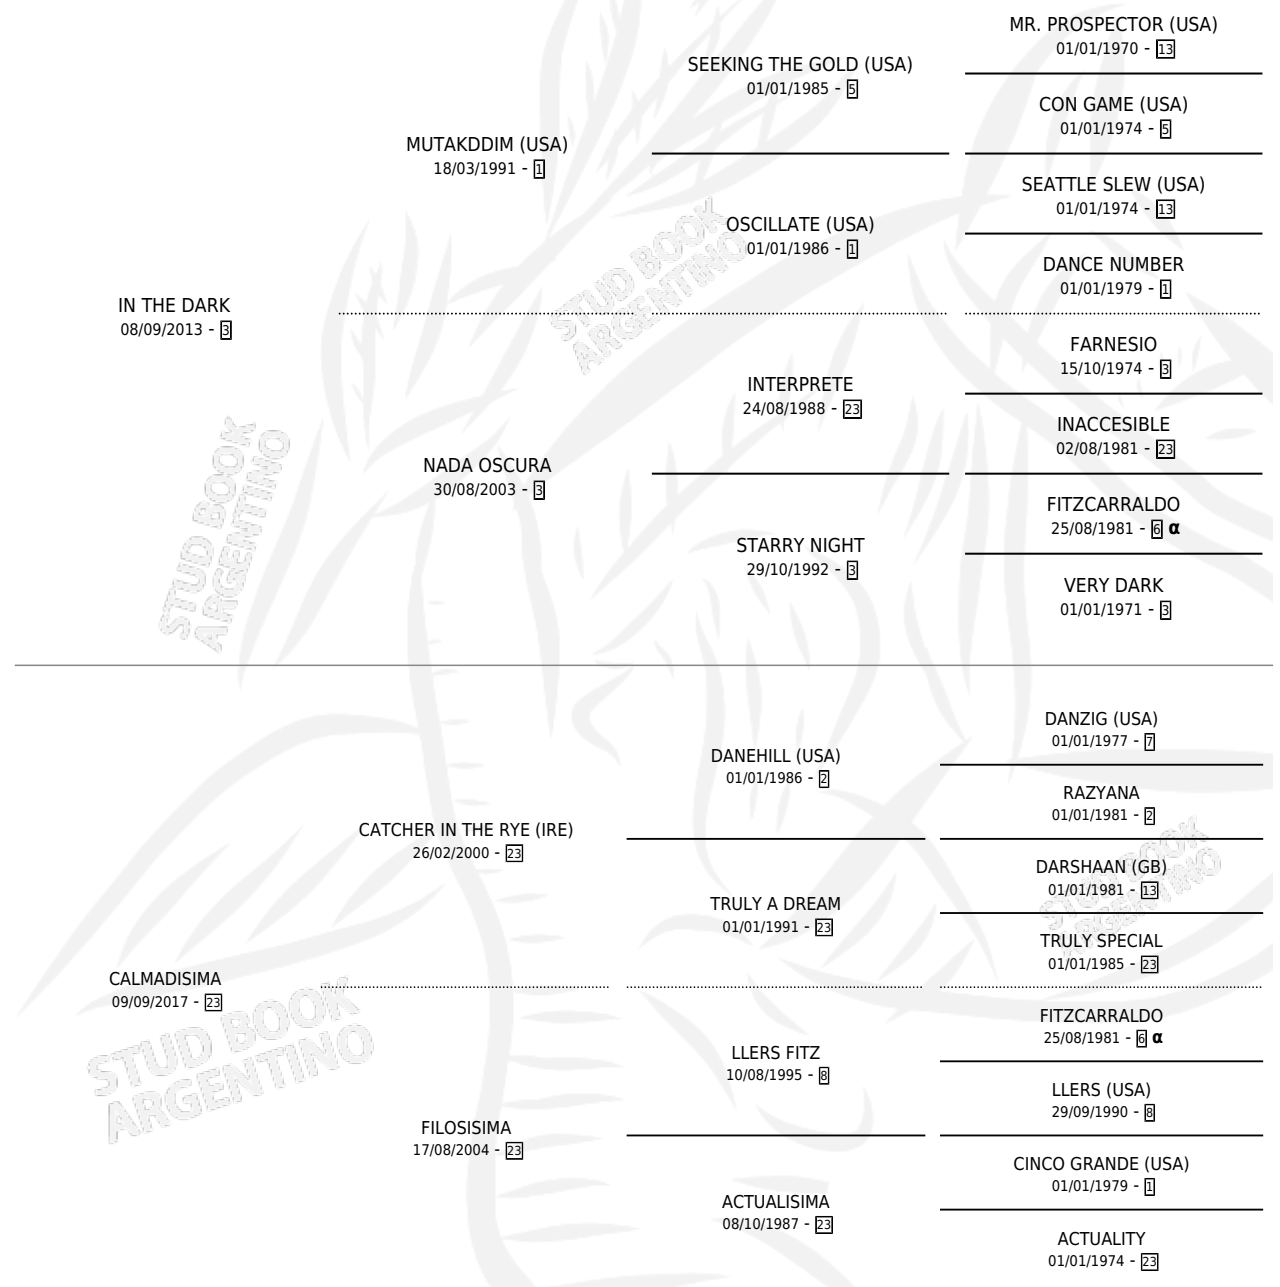 MR. PROSPECTOR (USA)
01/01/1970 - 13
SEEKING THE GOLD (USA)
01/01/1985 - 5
CON GAME (USA)
01/01/1974 - 5
MUTAKDDIM (USA)
18/03/1991 - 1
SEATTLE SLEW (USA)
01/01/1974 - 13
OSCILLATE (USA)
01/01/1986 - 1
DANCE NUMBER
01/01/1979 - 1
IN THE DARK
08/09/2013 - 3
FARNESIO
15/10/1974 - 3
INTERPRETE
24/08/1988 - 23
INACCESIBLE
02/08/1981 - 23
NADA OSCURA
30/08/2003 - 3
FITZCARRALDO
25/08/1981 - 6 α
STARRY NIGHT
29/10/1992 - 3
VERY DARK
01/01/1971 - 3
DANZIG (USA)
01/01/1977 - 7
DANEHILL (USA)
01/01/1986 - 2
RAZYANA
01/01/1981 - 2
CATCHER IN THE RYE (IRE)
26/02/2000 - 23
DARSHAAN (GB)
01/01/1981 - 13
TRULY A DREAM
01/01/1991 - 23
TRULY SPECIAL
01/01/1985 - 23
CALMADISIMA
09/09/2017 - 23
FITZCARRALDO
25/08/1981 - 6 α
LLERS FITZ
10/08/1995 - 8
LLERS (USA)
29/09/1990 - 8
FILOSISIMA
17/08/2004 - 23
CINCO GRANDE (USA)
01/01/1979 - 1
ACTUALISIMA
08/10/1987 - 23
ACTUALITY
01/01/1974 - 23
STUD BOOK
ARGENTINO
STUD BOOK
ARGENTINO
STUD BOOK
ARGENTINO
STUD BOOK
ARGENTINO